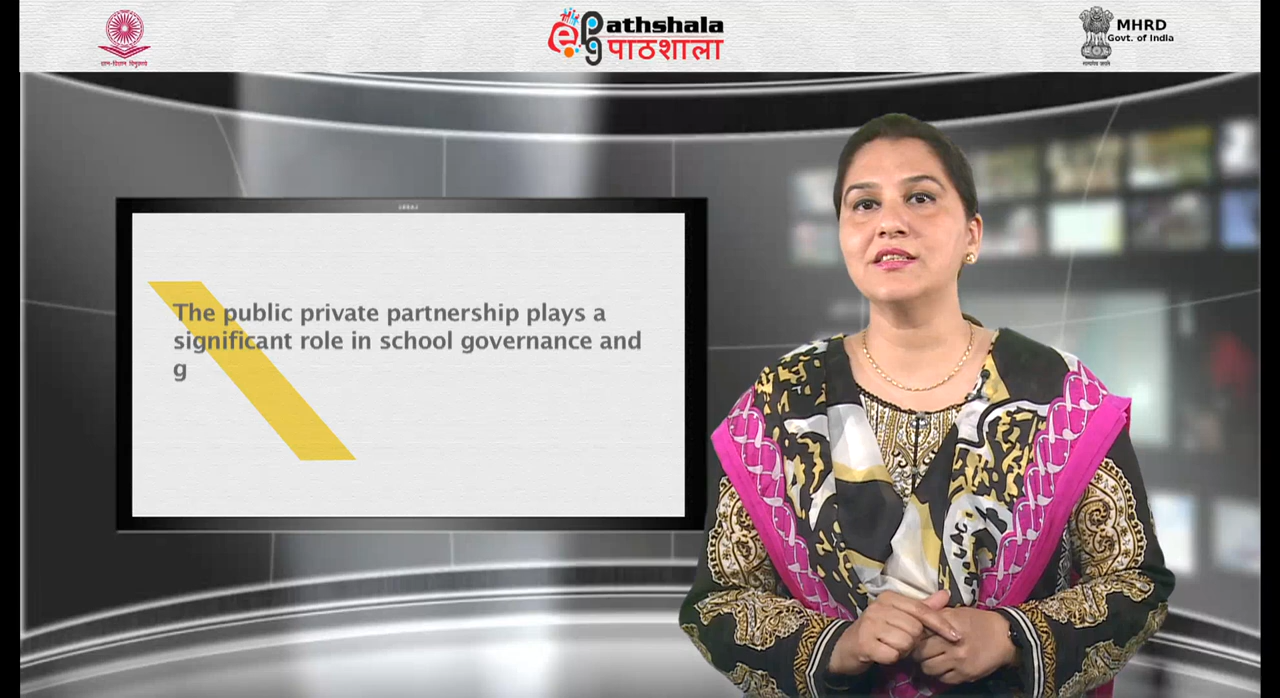 Pathshala
पाठशाला
MHRD
Govt. of India
The public private partnership plays a
significant role in school governance and
g